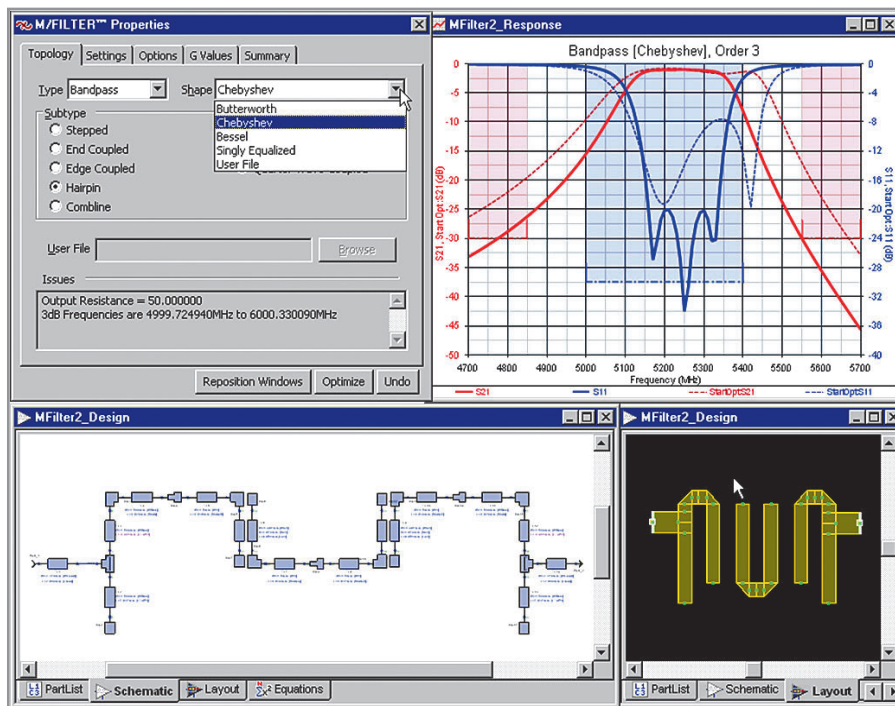 M/FILTER™ Properties
Topology
Settings
Options
G Values
Summary
Type
Bandpass
Shape
Chebyshev
Butterworth
Chebyshev
Bessel
Singly Equalized
User File
Subtype
Stepped
End Coupled
Edge Coupled
Hairpin
Combline
User File
Browse
Issues
Output Resistance = 50.000000
3dB Frequencies are 4999.724940MHz to 6000.330090MHz
Reposition Windows
Optimize
Undo
MFilter2_Response
Bandpass [Chebyshev], Order 3
S21, StartOpt:S21 (dB)
0
-5
-10
-15
-20
-25
-30
-35
-40
-45
-50
0
-4
-8
-12
-16
-20
-24
-28
-32
-36
-40
S11, StartOpt:S11 (dB)
4700 4800 4900 5000 5100 5200 5300 5400 5500 5600 5700
Frequency (MHz)
S21
S11
StartOptS21
StartOptS11
MFilter2_Design
PartList
Schematic
Layout
Equations
MFilter2_Design
PartList
Schematic
Layout